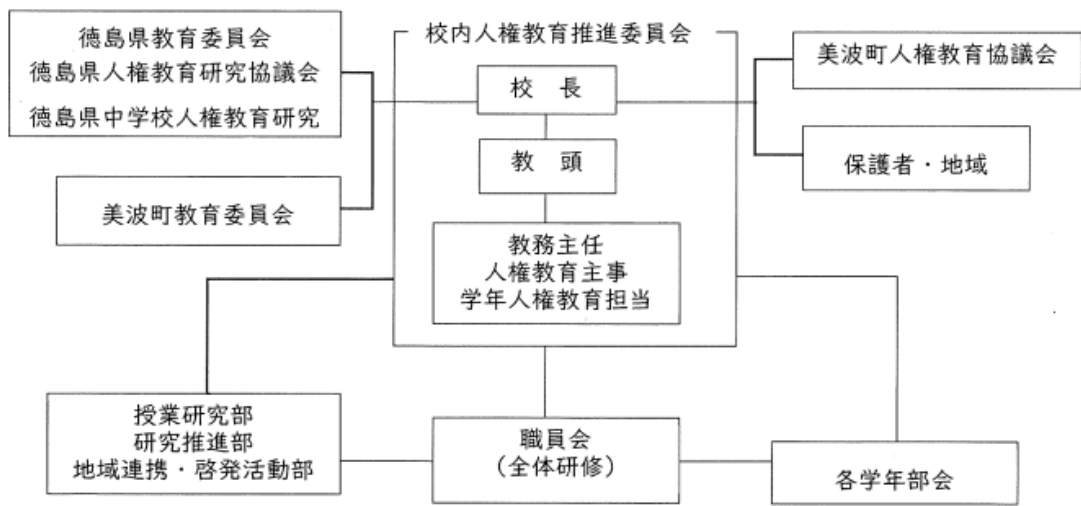 徳島県教育委員会
徳島県人権教育研究協議会
徳島県中学校人権教育研究
美波町教育委員会
校内人権教育推進委員会
校 長
教 頭
教務主任
人権教育主事
学年人権教育担当
美波町人権教育協議会
保護者・地域
授業研究部
研究推進部
地域連携・啓発活動部
職員会
(全体研修)
各学年部会